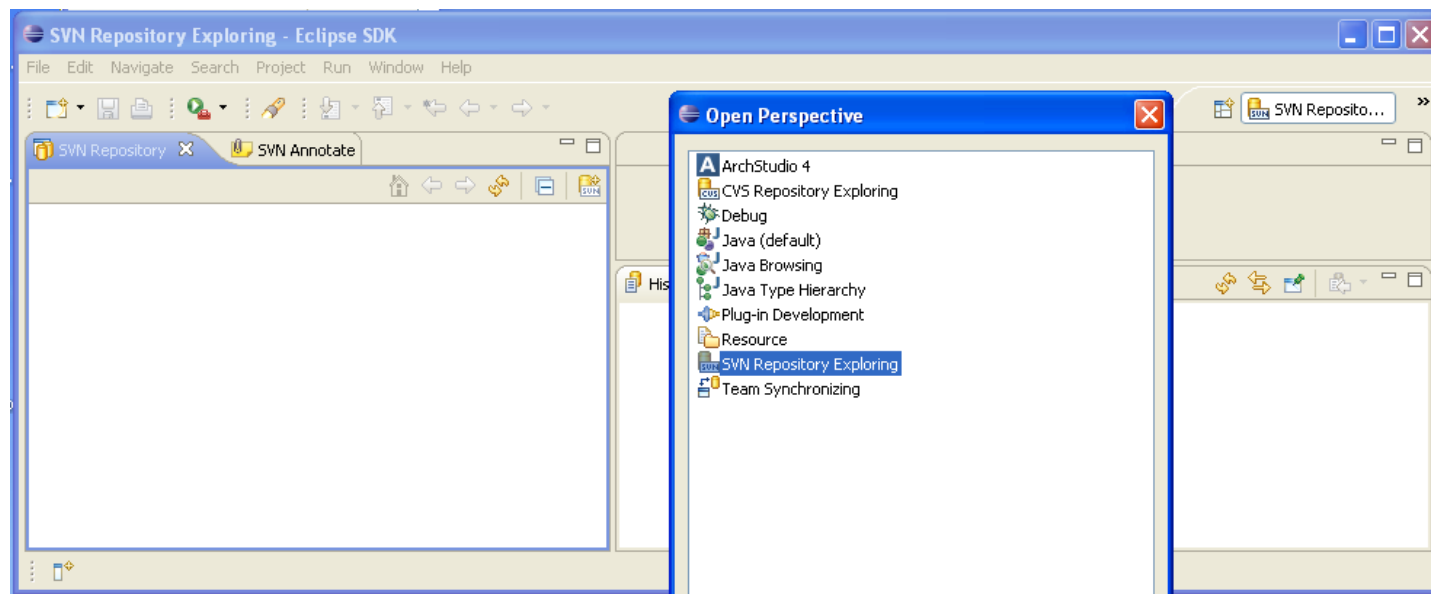 SVN Repository Exploring - Eclipse SDK
File Edit Navigate Search Project Run Window Help
Open Perspective
SVN Reposito...
SVN Repository
SVN Annotate
ArchStudio 4
CVS Repository Exploring
Debug
Java (default)
Java Browsing
Java Type Hierarchy
Plug-in Development
Resource
SVN Repository Exploring
Team Synchronizing
His